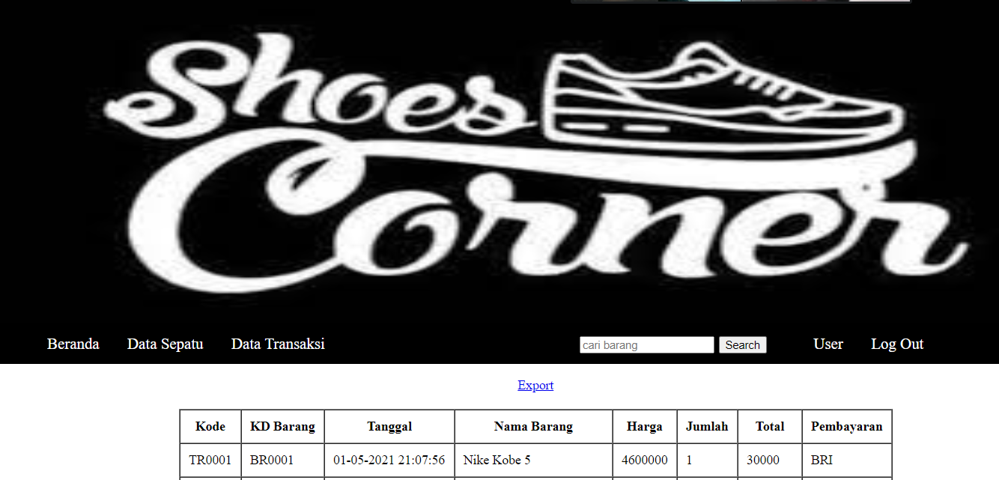 Shoes
Corner
Beranda Data Sepatu Data Transaksi cari barang Search User Log Out
Export
Kode KD Barang Tanggal Nama Barang Harga Jumlah Total Pembayaran
TR0001 BR0001 01-05-2021 21:07:56 Nike Kobe 5 4600000 1 30000 BRI